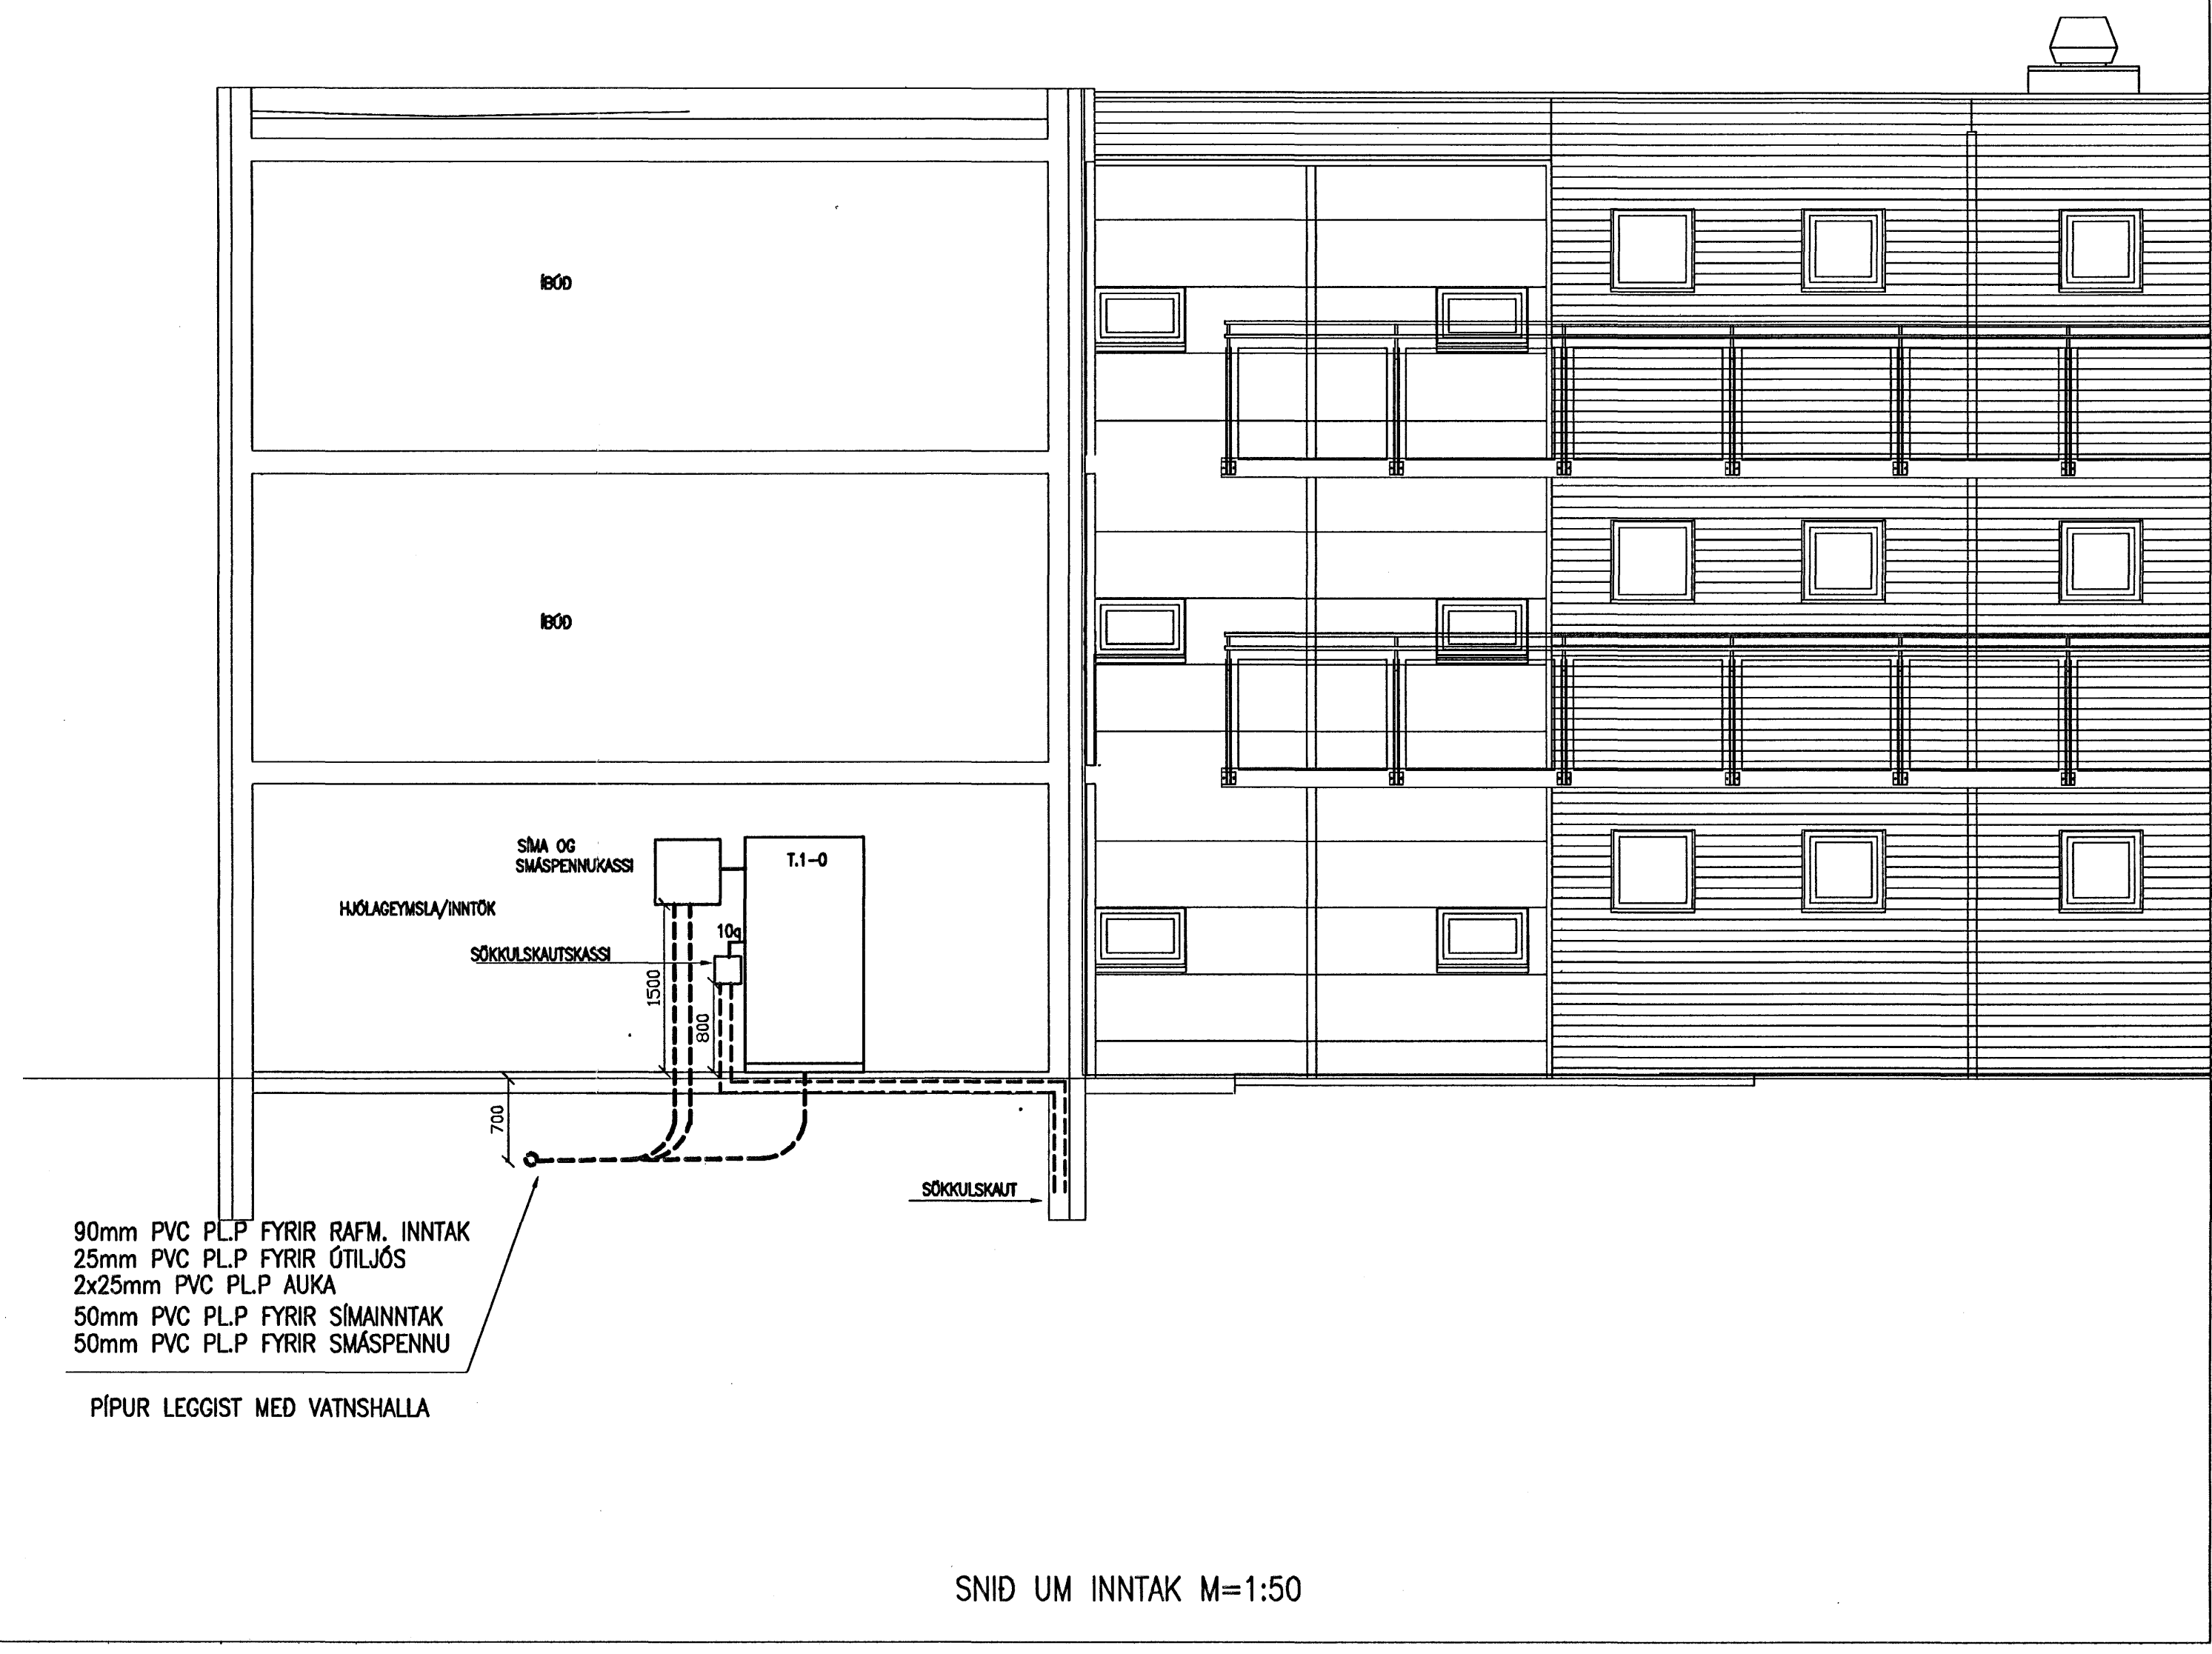 ÍBÚÐ
ÍBÚÐ
SÍMA OG
SMÁSPENNUKASSI
T.1-0
HJÓLAGEYMSLA/INNTÖK
10q
SÖKKULSKAUTSKASSI
1500
800
700
SÖKKULSKAUT
90mm PVC PL.P FYRIR RAFM. INNTAK
25mm PVC PL.P FYRIR ÚTILJÓS
2x25mm PVC PL.P AUKA
50mm PVC PL.P FYRIR SÍMAINNTAK
50mm PVC PL.P FYRIR SMÁSPENNU
PÍPUR LEGGIST MEÐ VATNSHALLA
SNIÐ UM INNTAK M=1:50